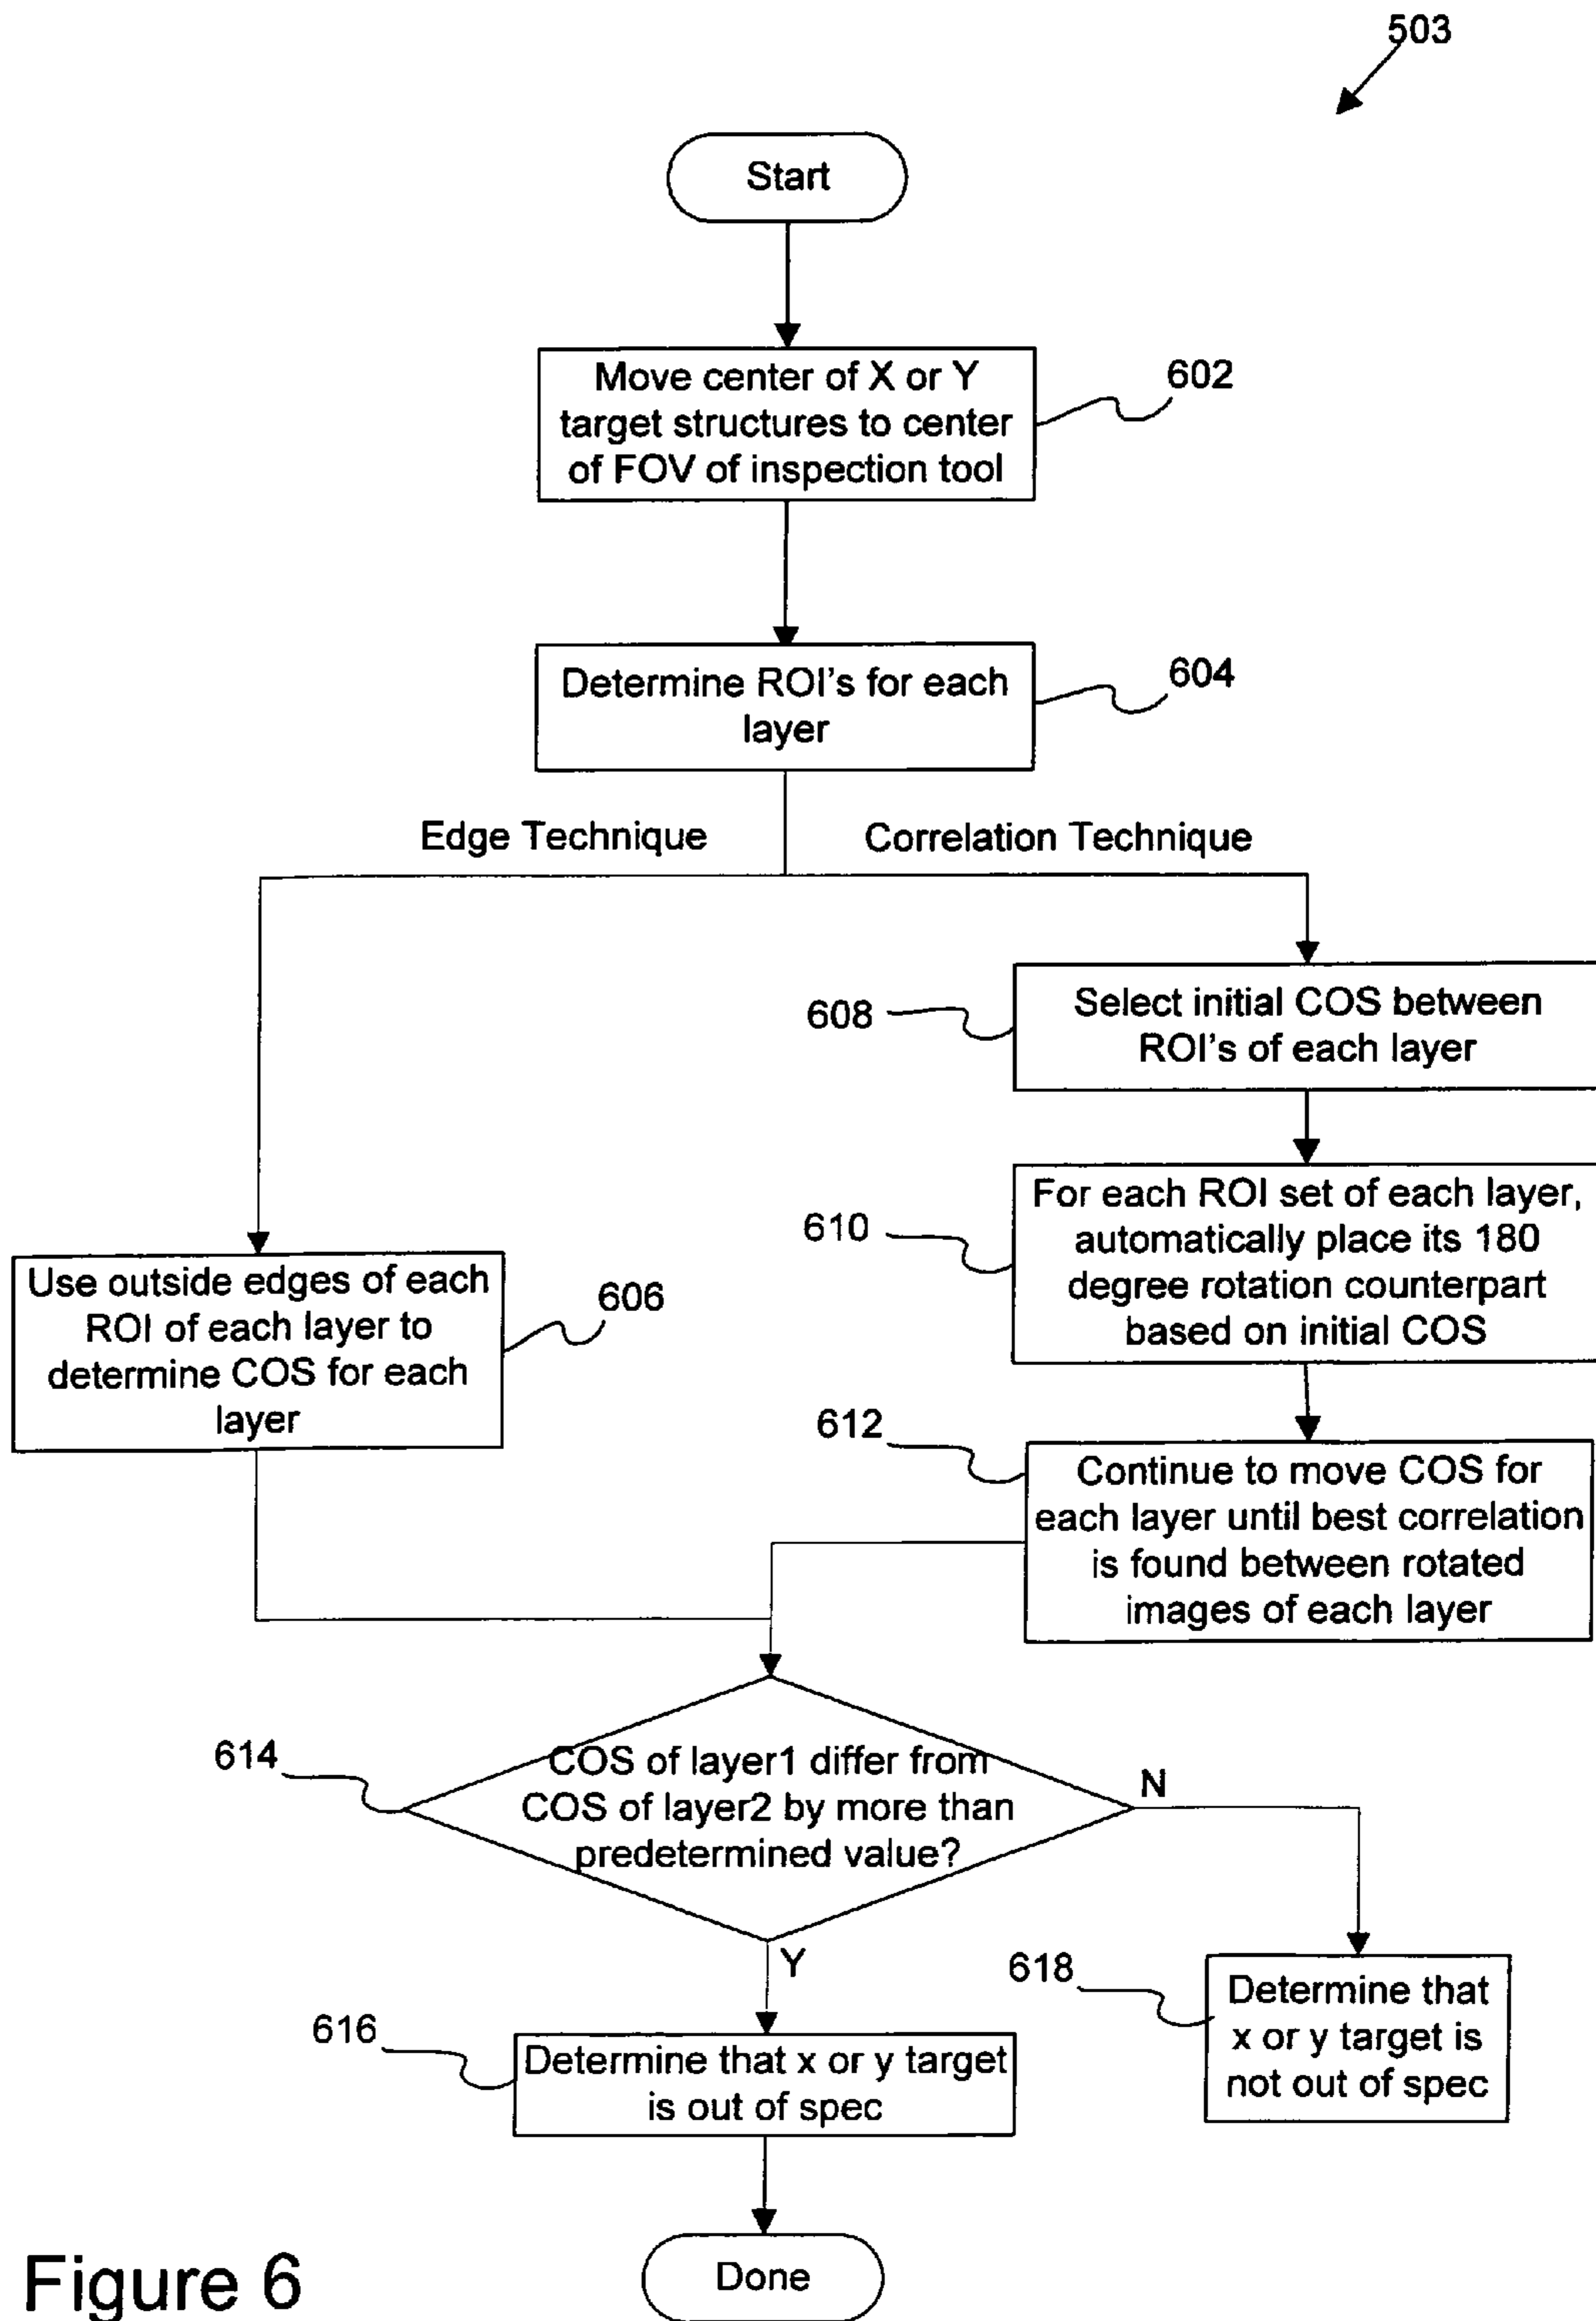 503
Start
Move center of X or Y
target structures to center
of FOV of inspection tool
602
Determine ROI's for each
layer
604
Edge Technique
Correlation Technique
Select initial COS between
ROI's of each layer
608
For each ROI set of each layer,
automatically place its 180
degree rotation counterpart
based on initial COS
610
Use outside edges of each
ROI of each layer to
determine COS for each
layer
606
612
Continue to move COS for
each layer until best correlation
is found between rotated
images of each layer
614
COS of layer1 differ from
COS of layer2 by more than
predetermined value?
N
Y
618
Determine that
x or y target is
not out of spec
616
Determine that x or y target
is out of spec
Done
Figure 6